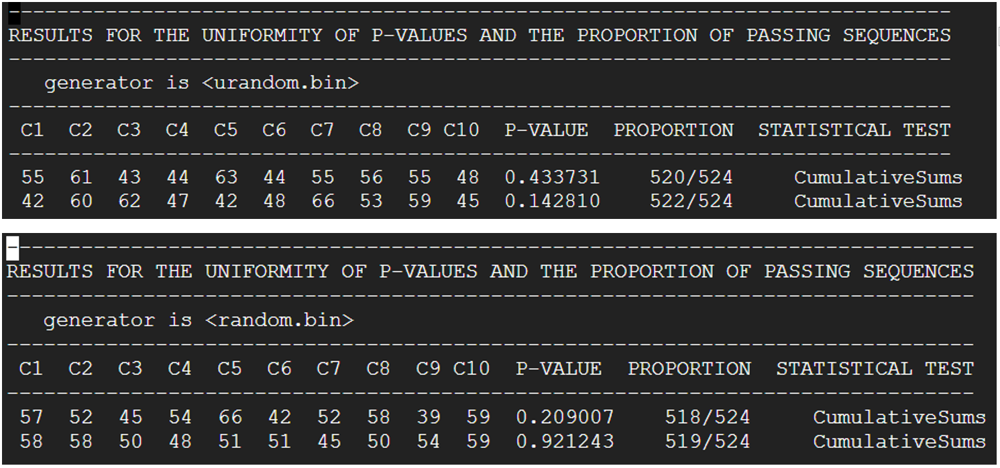 --------------------------------------------------------------------------------
RESULTS FOR THE UNIFORMITY OF P-VALUES AND THE PROPORTION OF PASSING SEQUENCES
--------------------------------------------------------------------------------
generator is <urandom.bin>
--------------------------------------------------------------------------------
C1 C2 C3 C4 C5 C6 C7 C8 C9 C10 P-VALUE PROPORTION STATISTICAL TEST
--------------------------------------------------------------------------------
55 61 43 44 63 44 55 56 55 48 0.433731 520/524 CumulativeSums
42 60 62 47 42 48 66 53 59 45 0.142810 522/524 CumulativeSums
--------------------------------------------------------------------------------
RESULTS FOR THE UNIFORMITY OF P-VALUES AND THE PROPORTION OF PASSING SEQUENCES
--------------------------------------------------------------------------------
generator is <random.bin>
--------------------------------------------------------------------------------
C1 C2 C3 C4 C5 C6 C7 C8 C9 C10 P-VALUE PROPORTION STATISTICAL TEST
--------------------------------------------------------------------------------
57 52 45 54 66 42 52 58 39 59 0.209007 518/524 CumulativeSums
58 58 50 48 51 51 45 50 54 59 0.921243 519/524 CumulativeSums